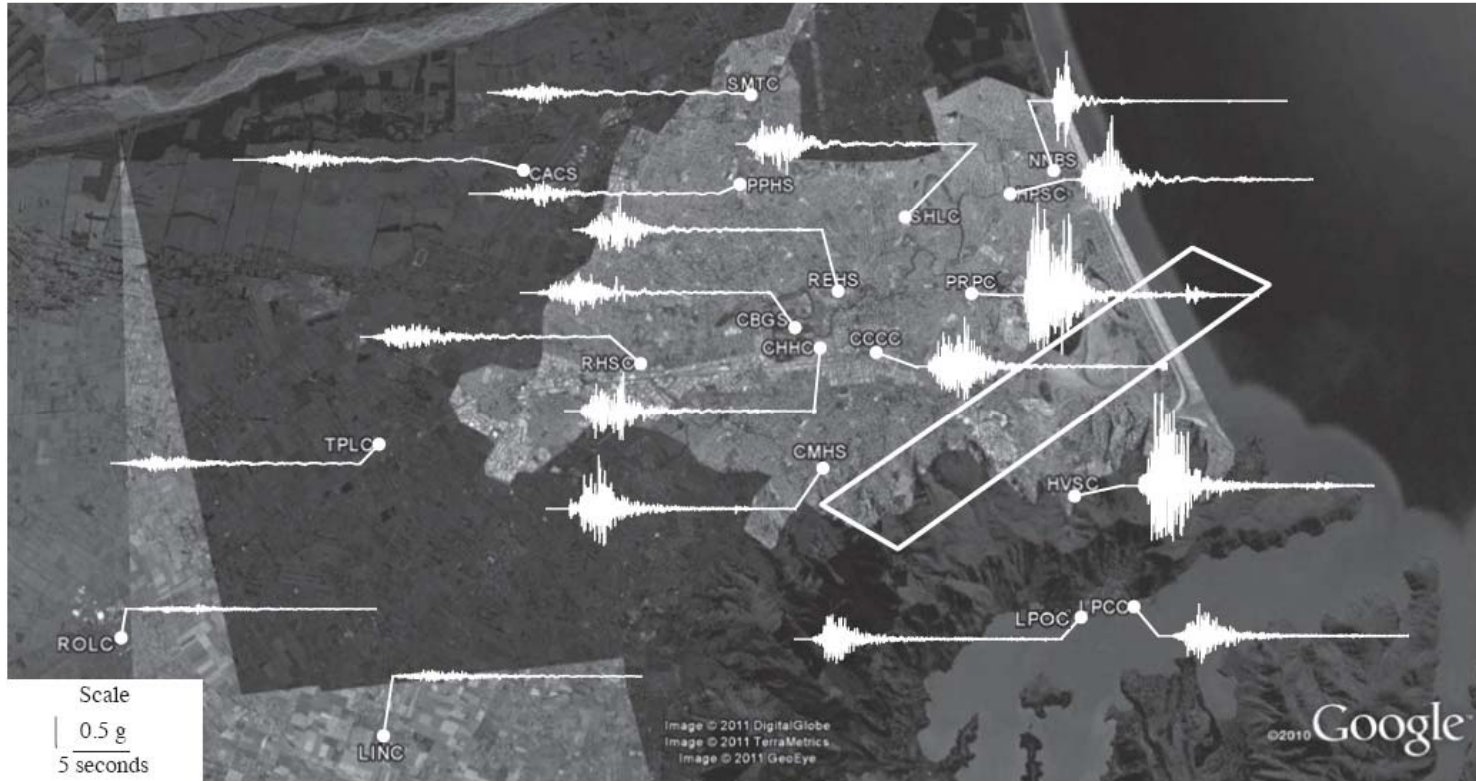 SMTC
NNBS
CACS
PPHS
HPSC
SHLC
REHS
PRPC
CBGS
CHHC
CCCC
RHSC
TPLC
CMHS
HVSC
LPOC
LPCC
ROLC
LINC
Scale
0.5 g
5 seconds
Image © 2011 DigitalGlobe
Image © 2011 TerraMetrics
Image © 2011 GeoEye
©2010 Google